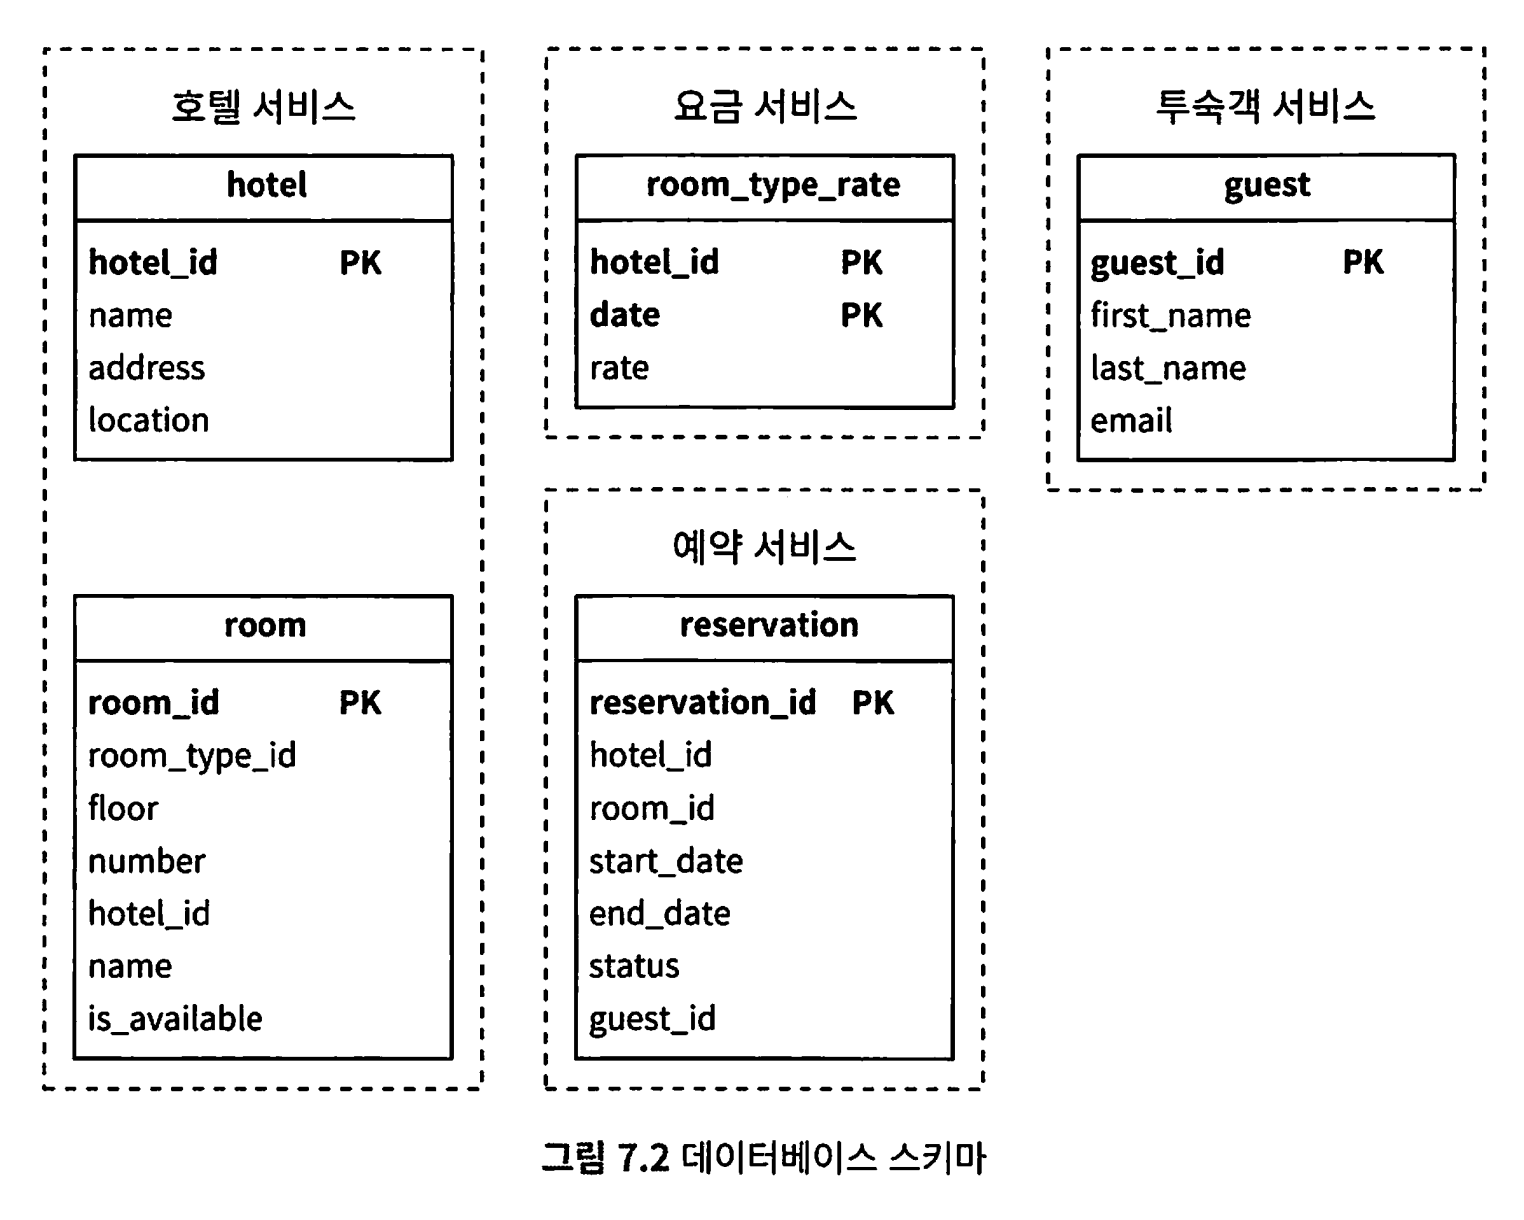 호텔 서비스
hotel
hotel_id PK
name
address
location
room
room_id PK
room_type_id
floor
number
hotel_id
name
is_available
요금 서비스
room_type_rate
hotel_id PK
date PK
rate
예약 서비스
reservation
reservation_id PK
hotel_id
room_id
start_date
end_date
status
guest_id
투숙객 서비스
guest
guest_id PK
first_name
last_name
email
그림 7.2 데이터베이스 스키마